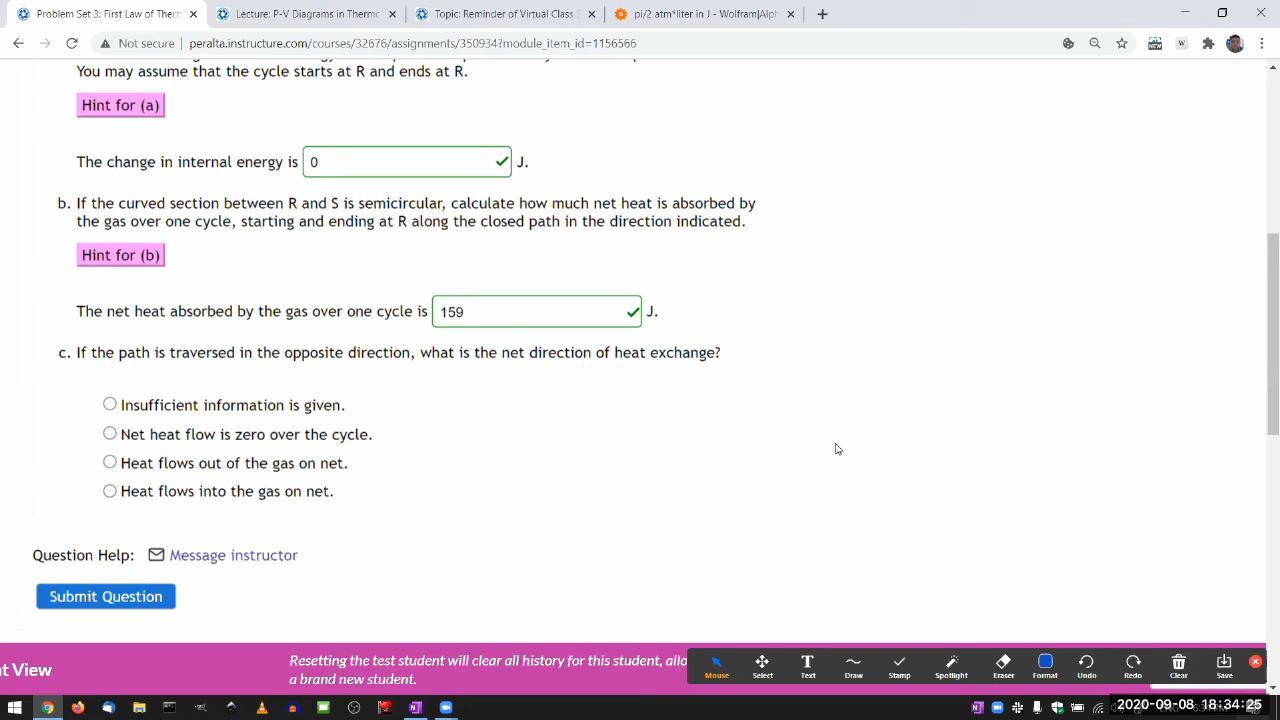 Problem Set 3: First Law of Therm
Lecture: P-V Diagrams in Thermo
Topic: Reminder of Virtual Class
pi/2 atm*liter in J - Wolfram|Alph
Not secure | peralta.instructure.com/courses/32676/assignments/350934?module_item_id=1156566
You may assume that the cycle starts at R and ends at R.
Hint for (a)
The change in internal energy is 0 J.
b. If the curved section between R and S is semicircular, calculate how much net heat is absorbed by
the gas over one cycle, starting and ending at R along the closed path in the direction indicated.
Hint for (b)
The net heat absorbed by the gas over one cycle is 159 J.
c. If the path is traversed in the opposite direction, what is the net direction of heat exchange?
Insufficient information is given.
Net heat flow is zero over the cycle.
Heat flows out of the gas on net.
Heat flows into the gas on net.
Question Help: Message instructor
Submit Question
nt View
Resetting the test student will clear all history for this student, allo
a brand new student.
Mouse Select Text Draw Stamp Spotlight Eraser Format Undo Redo Clear Save
2020-09-08 18:34:25